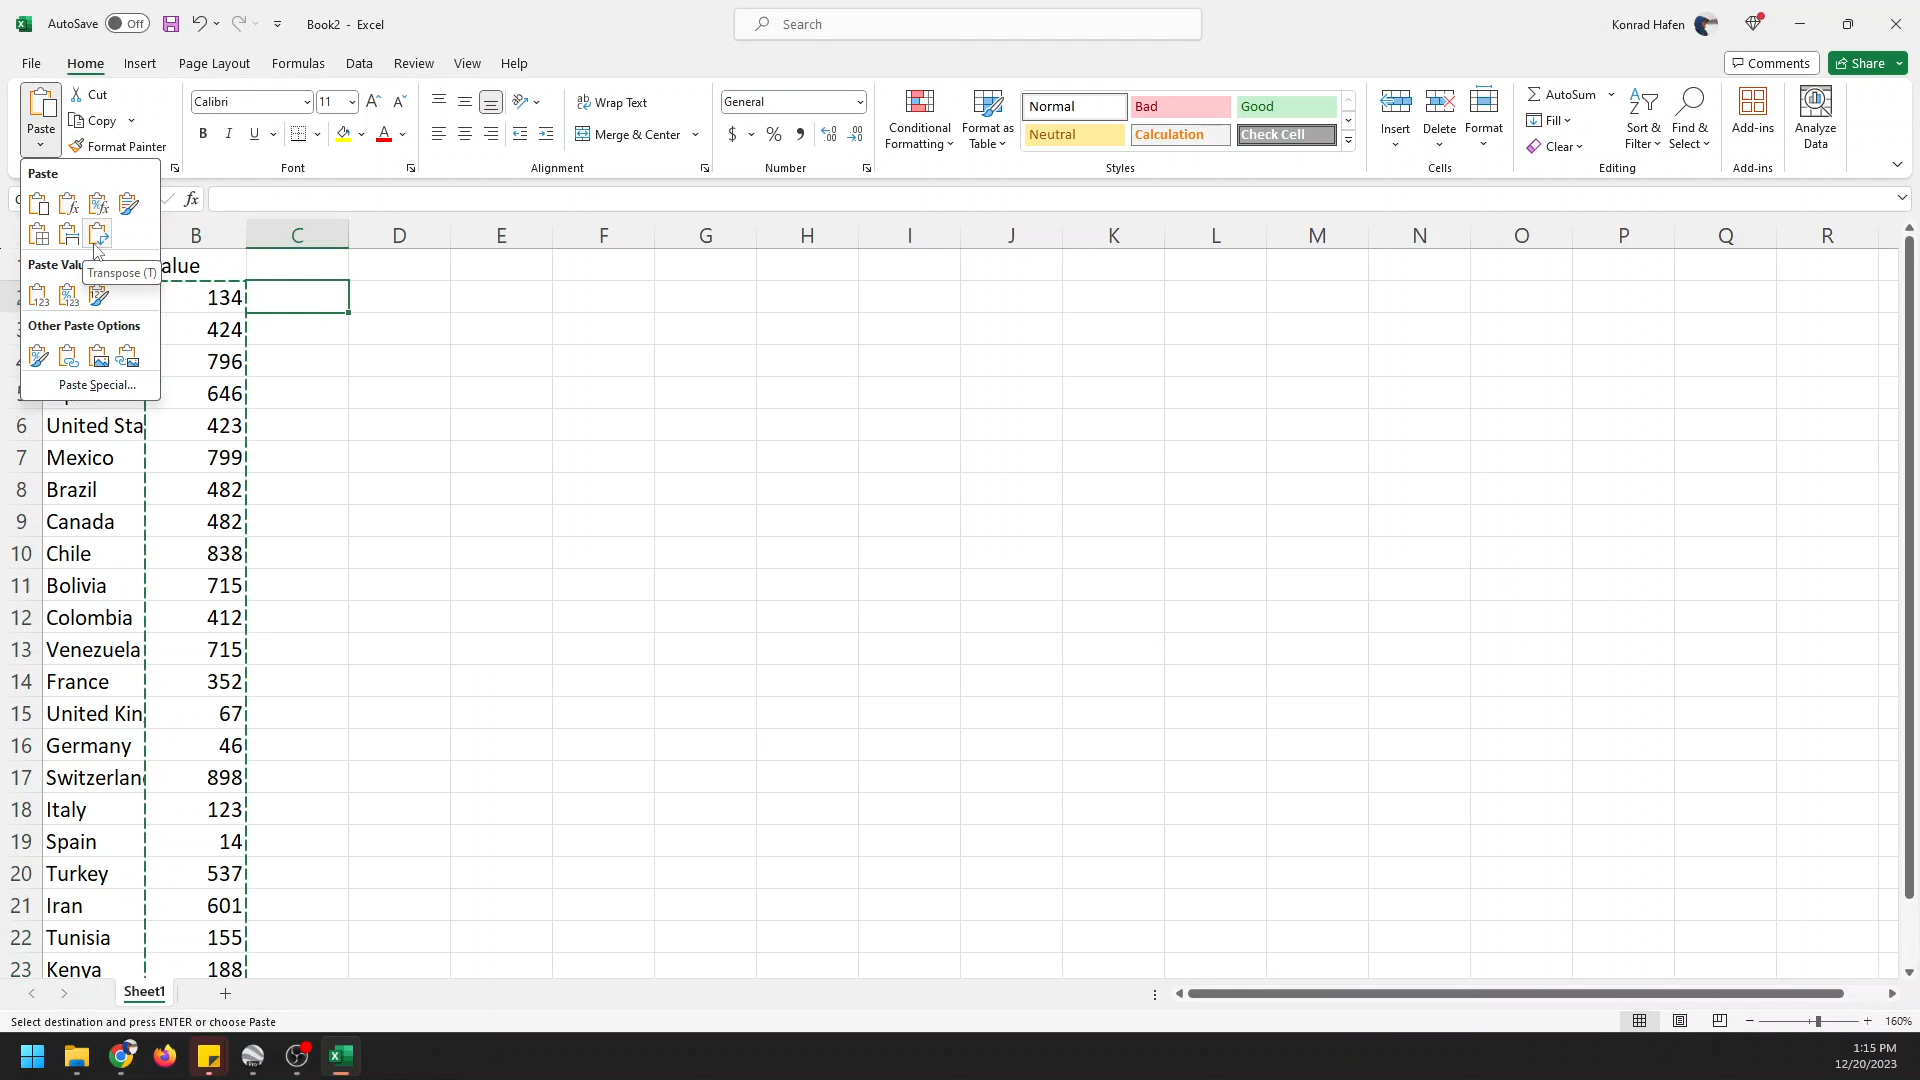 AutoSave Off Book2 - Excel Search Konrad Hafen
File Home Insert Page Layout Formulas Data Review View Help Comments Share
Paste
Cut
Copy
Format Painter
Calibri 11
B I U A
Font
Wrap Text
Merge & Center
Alignment
General
$ % ,
Number
Conditional Formatting
Format as Table
Normal Bad Good
Neutral Calculation Check Cell
Styles
Insert Delete Format
Cells
AutoSum
Fill
Clear
Sort & Filter
Find & Select
Editing
Add-ins
Add-ins
Analyze Data
Paste
fx
Paste Valu
Transpose (T)
Other Paste Options
Paste Special...
B C D E F G H I J K L M N O P Q R
alue
134
424
796
646
6 United Sta 423
7 Mexico 799
8 Brazil 482
9 Canada 482
10 Chile 838
11 Bolivia 715
12 Colombia 412
13 Venezuela 715
14 France 352
15 United Kin 67
16 Germany 46
17 Switzerlan 898
18 Italy 123
19 Spain 14
20 Turkey 537
21 Iran 601
22 Tunisia 155
23 Kenya 188
Sheet1
Select destination and press ENTER or choose Paste 160%
1:15 PM
12/20/2023